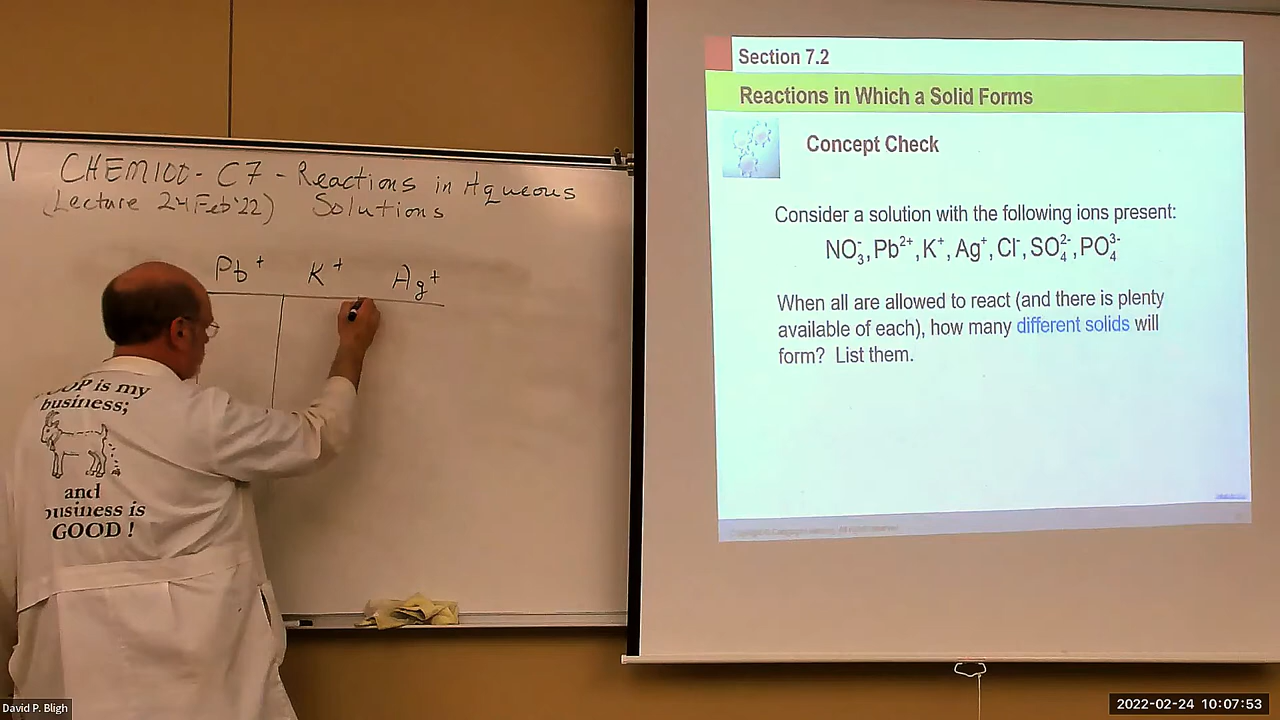 CHEM100 - C7 - Reactions in Aqueous
(Lecture 24Feb'22) Solutions
Pb⁺ K⁺ Ag⁺
is my
business;
and
business is
GOOD !
Section 7.2
Reactions in Which a Solid Forms
Concept Check
Consider a solution with the following ions present:
NO₃⁻, Pb²⁺, K⁺, Ag⁺, Cl⁻, SO₄²⁻, PO₄³⁻
When all are allowed to react (and there is plenty
available of each), how many different solids will
form? List them.
David P. Bligh
2022-02-24 10:07:53